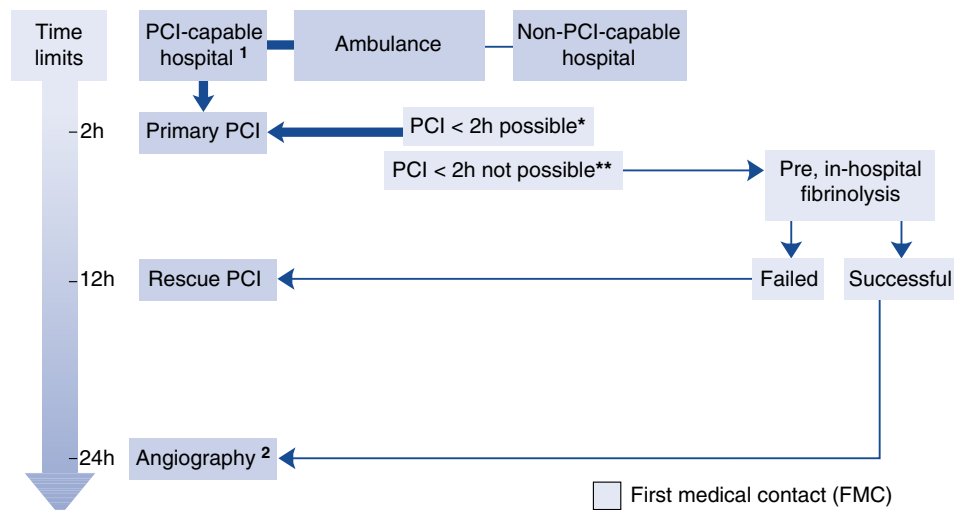 Time
limits
PCI-capable
hospital 1
Ambulance
Non-PCI-capable
hospital
2h
Primary PCI
PCI < 2h possible*
PCI < 2h not possible**
Pre, in-hospital
fibrinolysis
12h
Rescue PCI
Failed
Successful
24h
Angiography 2
First medical contact (FMC)